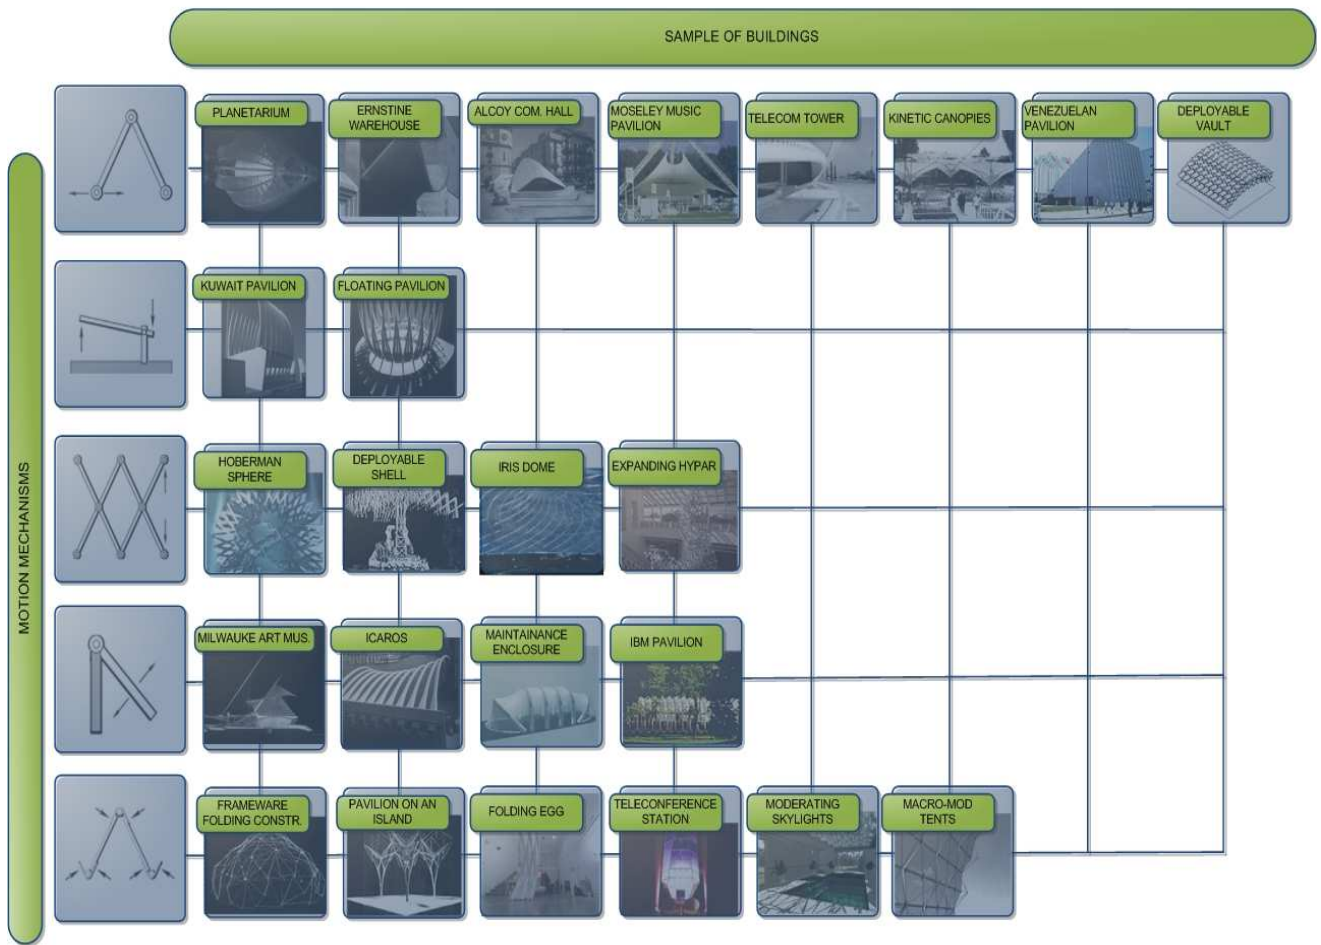 SAMPLE OF BUILDINGS
MOTION MECHANISMS
PLANETARIUM
ERNSTINE
WAREHOUSE
ALCOY COM. HALL
MOSELEY MUSIC
PAVILION
TELECOM TOWER
KINETIC CANOPIES
VENEZUELAN
PAVILION
DEPLOYABLE
VAULT
KUWAIT PAVILION
FLOATING PAVILION
HOBERMAN
SPHERE
DEPLOYABLE
SHELL
IRIS DOME
EXPANDING HYPAR
MILWAUKE ART MUS.
ICAROS
MAINTAINANCE
ENCLOSURE
IBM PAVILION
FRAMEWARE
FOLDING CONSTR.
PAVILION ON AN
ISLAND
FOLDING EGG
TELECONFERENCE
STATION
MODERATING
SKYLIGHTS
MACRO-MOD
TENTS